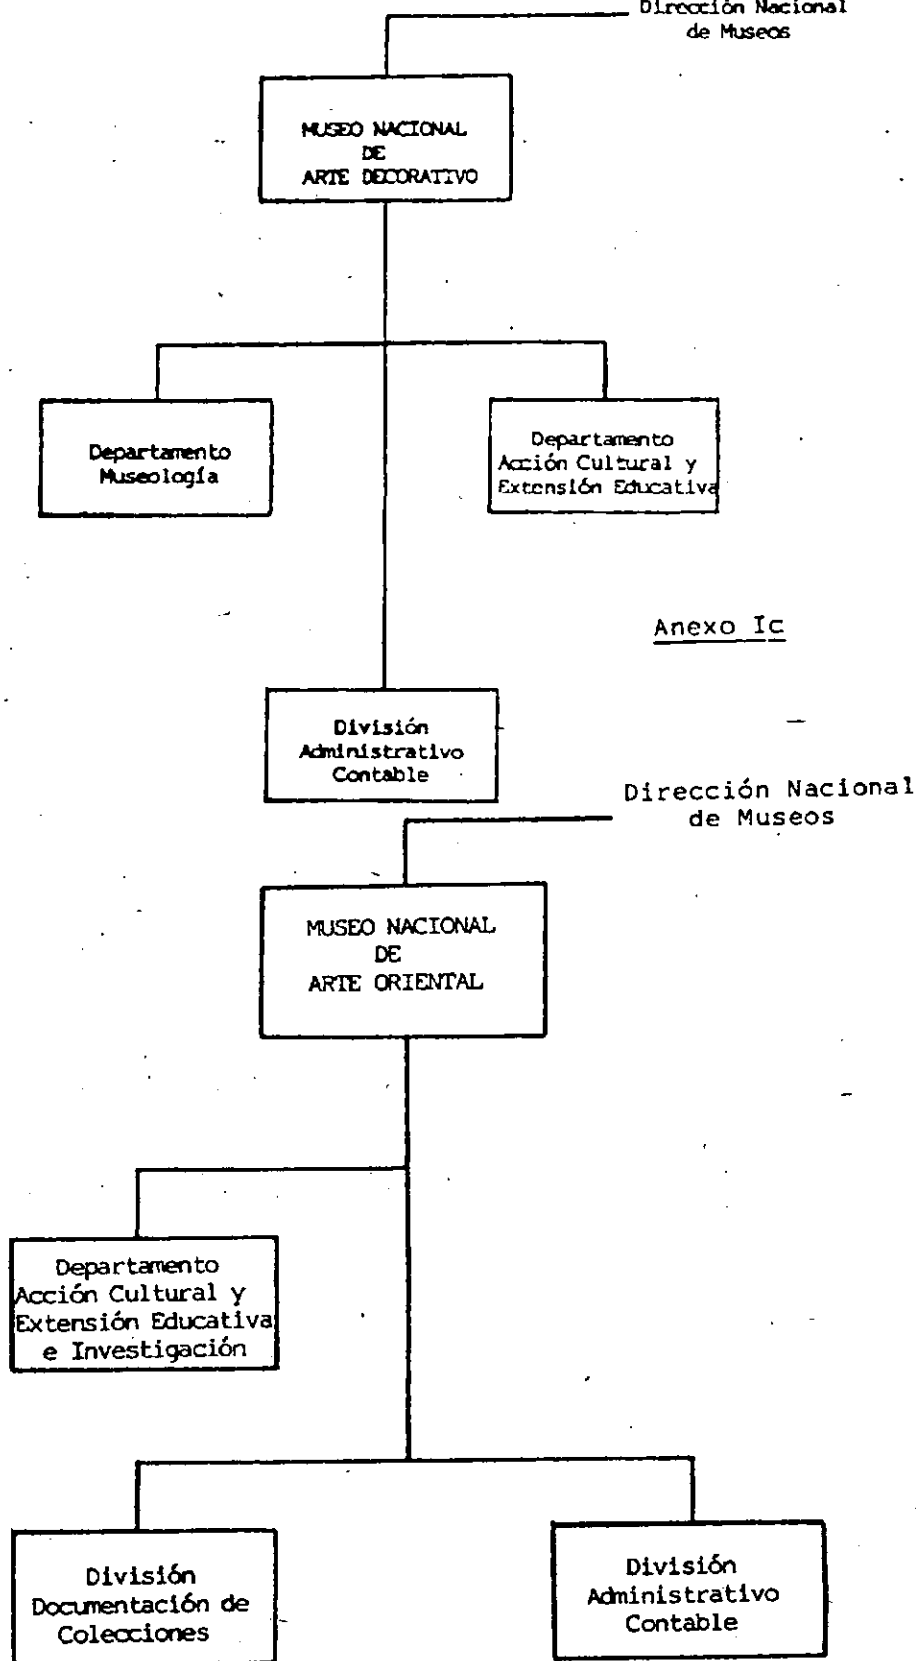 Dirección Nacional
de Museos
MUSEO NACIONAL
DE
ARTE DECORATIVO
Departamento
Museología
Departamento
Acción Cultural y
Extensión Educativa
Anexo Ic
División
Administrativo
Contable
Dirección Nacional
de Museos
MUSEO NACIONAL
DE
ARTE ORIENTAL
Departamento
Acción Cultural y
Extensión Educativa
e Investigación
División
Documentación de
Colecciones
División
Administrativo
Contable